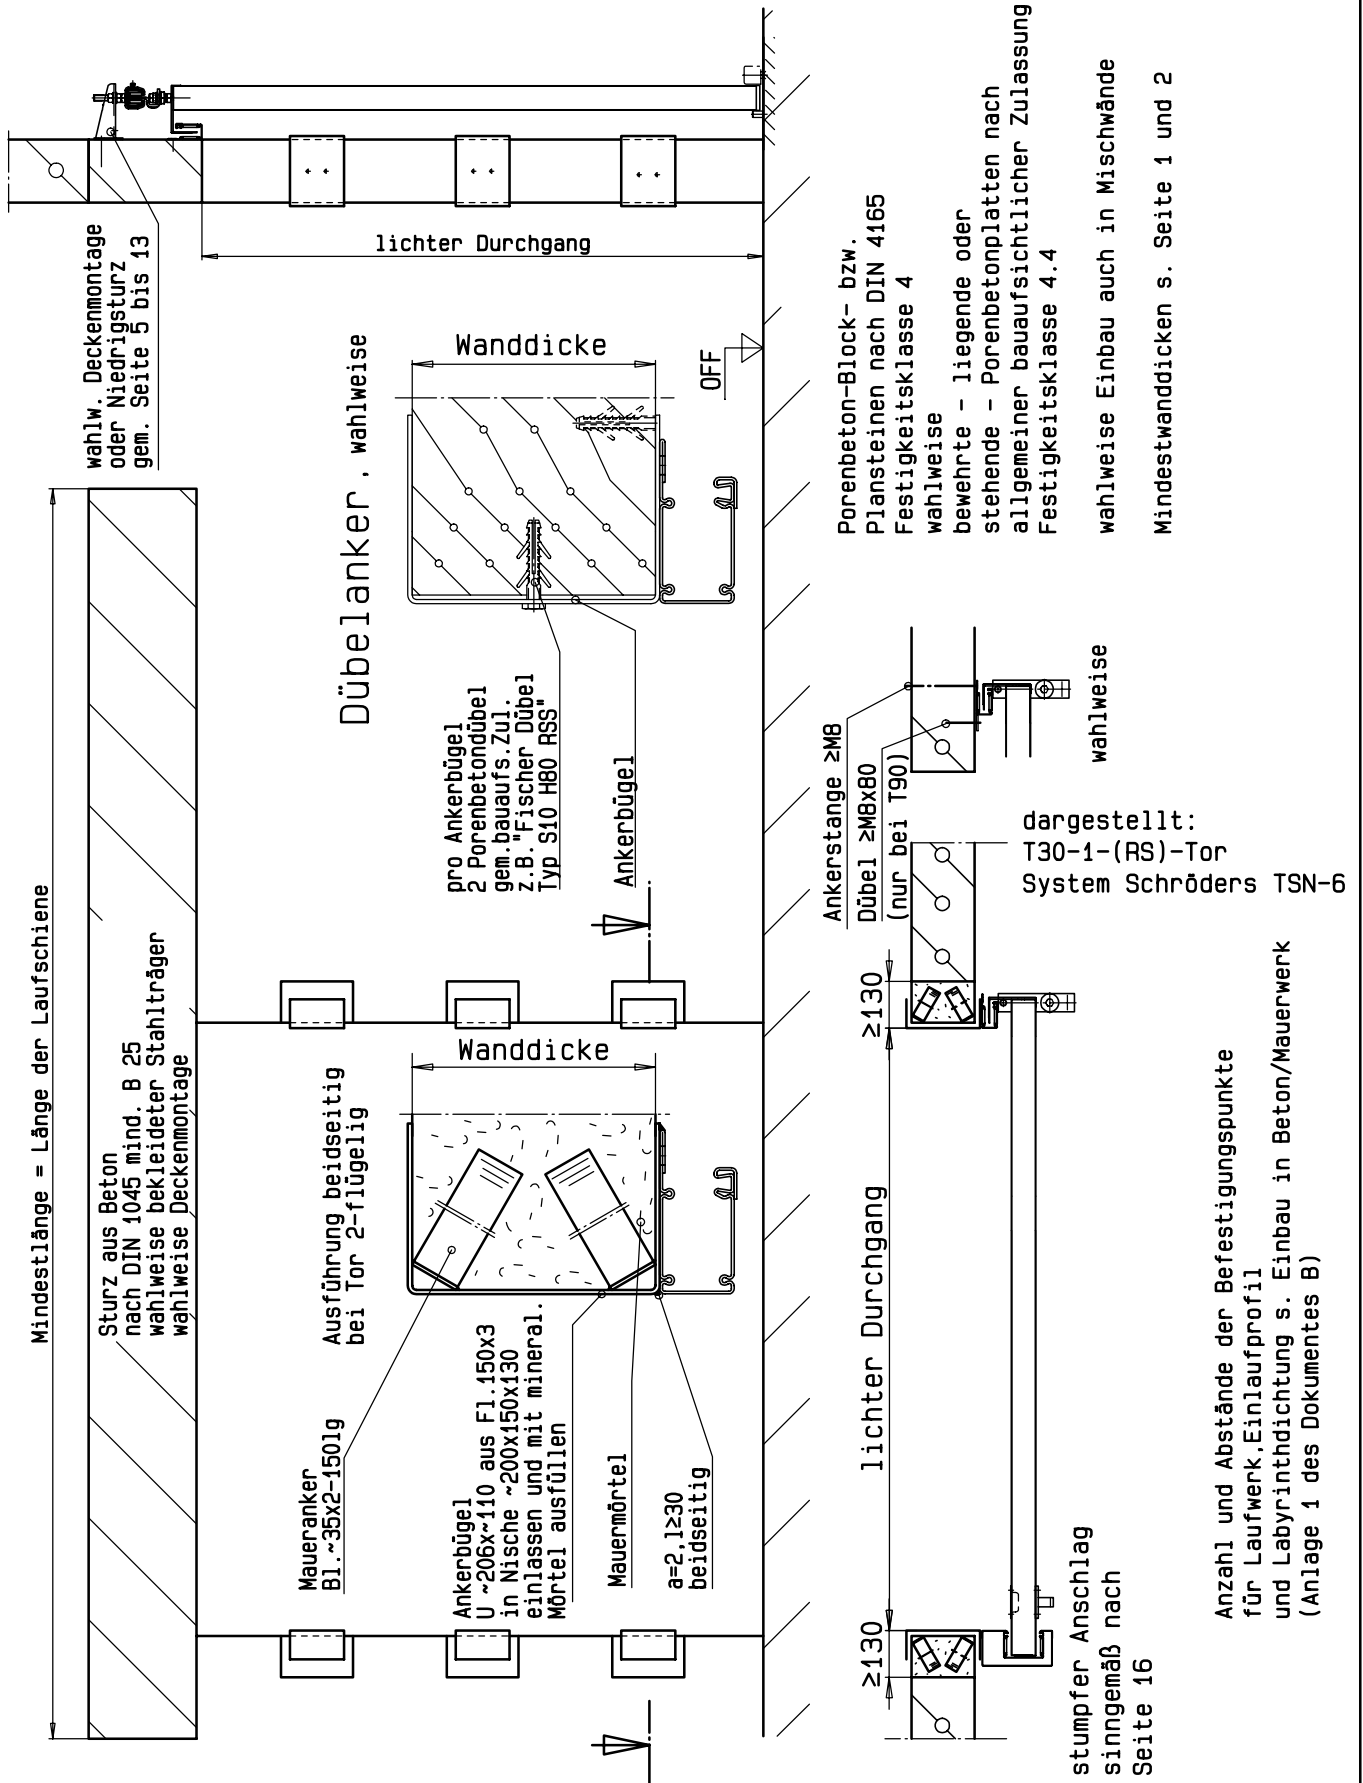 Mindestlänge = Länge der Laufschiene
Sturz aus Beton
nach DIN 1045 mind. B 25
wahlweise bekleideter Stahlträger
wahlweise Deckenmontage
wahlw. Deckenmontage
oder Niedrigsturz
gem. Seite 5 bis 13
lichter Durchgang
Ausführung beidseitig
bei Tor 2-flügelig
Maueranker
Bl.~35x2-150lg
Ankerbügel
U ~206x~110 aus Fl.150x3
in Nische ~200x150x130
einlassen und mit mineral.
Mörtel ausfüllen
Mauermörtel
a=2,l≥30
beidseitig
Wanddicke
Dübelanker, wahlweise
Wanddicke
pro Ankerbügel
2 Porenbetondübel
gem.bauaufs.Zul.
z.B."Fischer Dübel
Typ S10 H80 RSS"
Ankerbügel
OFF
Porenbeton-Block- bzw.
Plansteinen nach DIN 4165
Festigkeitsklasse 4
wahlweise
bewehrte - liegende oder
stehende - Porenbetonplatten nach
allgemeiner bauaufsichtlicher Zulassung
Festigkeitsklasse 4.4
wahlweise Einbau auch in Mischwände
Mindestwanddicken s. Seite 1 und 2
Ankerstange ≥M8
Dübel ≥M8x80
(nur bei T90)
wahlweise
dargestellt:
T30-1-(RS)-Tor
System Schröders TSN-6
≥130
lichter Durchgang
≥130
stumpfer Anschlag
sinngemäß nach
Seite 16
Anzahl und Abstände der Befestigungspunkte
für Laufwerk,Einlaufprofil
und Labyrinthdichtung s. Einbau in Beton/Mauerwerk
(Anlage 1 des Dokumentes B)